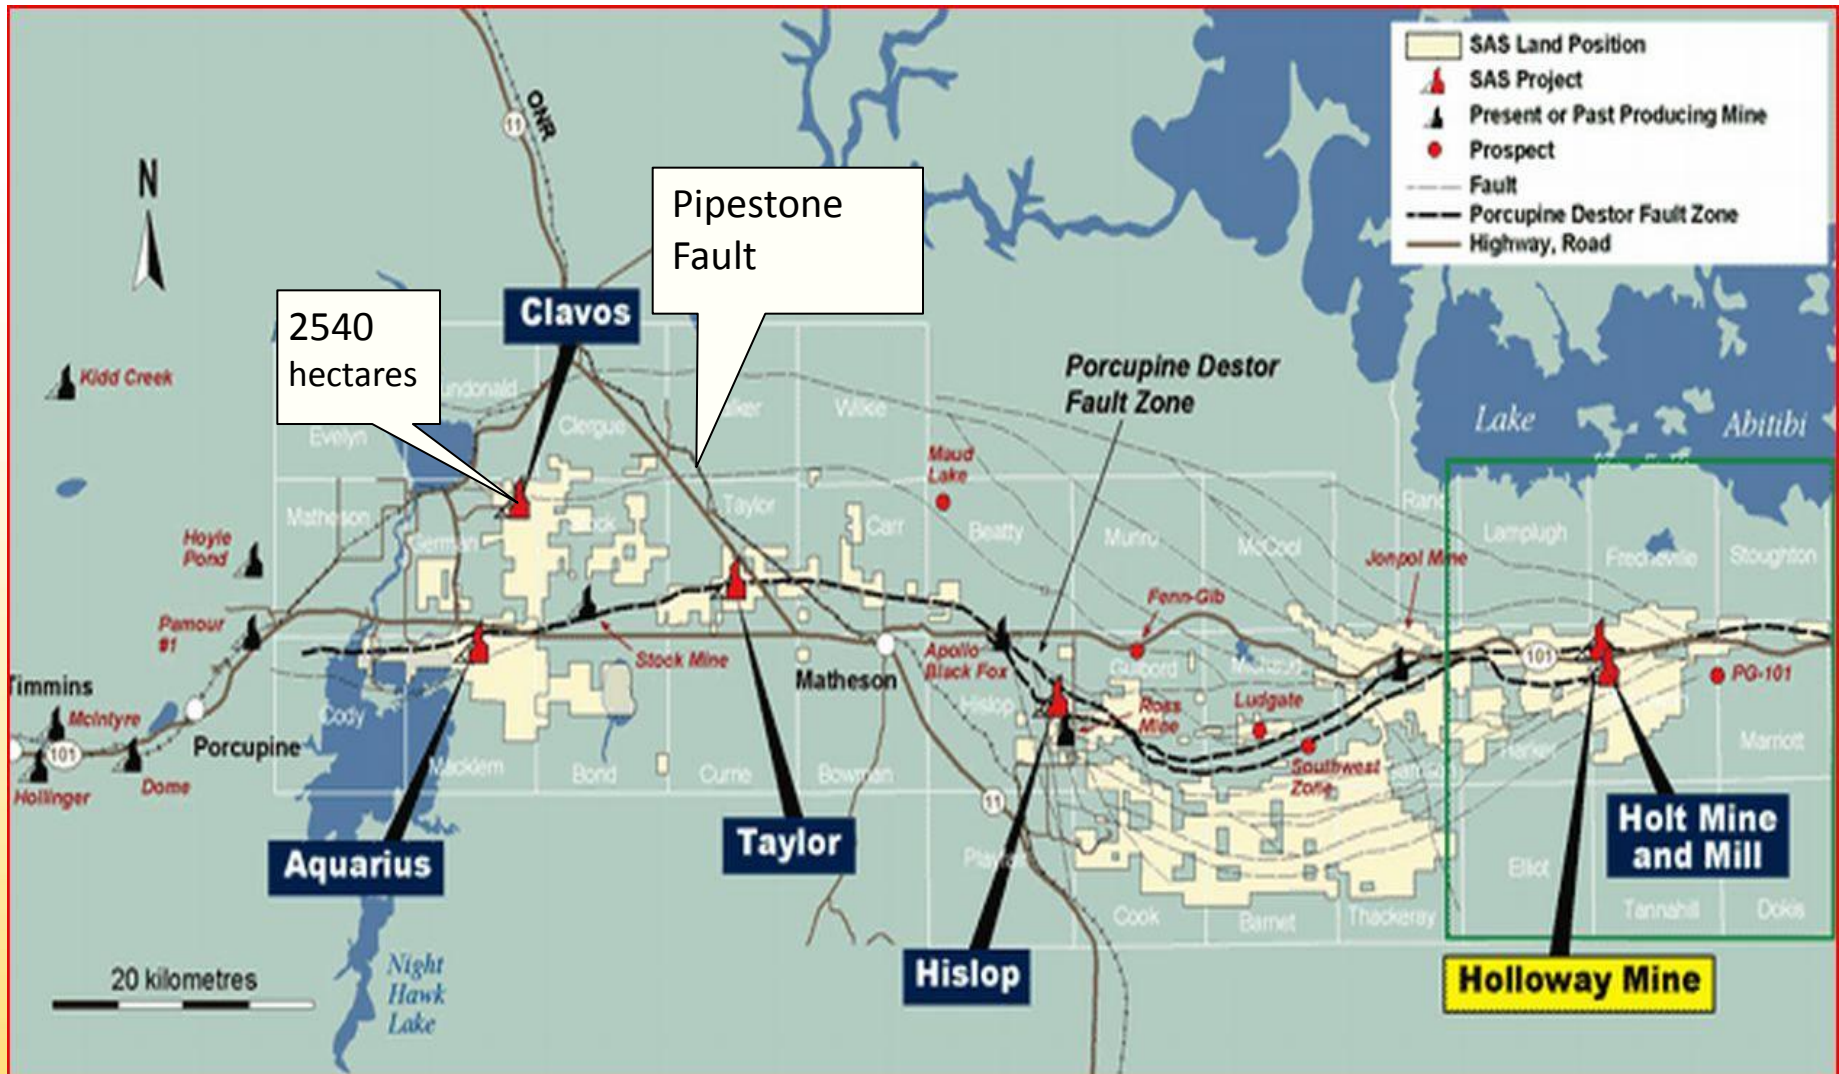 SAS Land Position
SAS Project
Present or Past Producing Mine
Prospect
Fault
Porcupine Destor Fault Zone
Highway, Road
N
11
ONR
Pipestone
Fault
2540
hectares
Clavos
Kidd Creek
Porcupine Destor
Fault Zone
Lake
Abitibi
Evelyn
Clergue
Wilkie
Maud
Lake
Matheson
Taylor
Carr
Beatty
Munro
McCool
Lamplugh
Frecheville
Stoughton
Hoyle
Pond
German
Jonpol Mine
Fenn-Gib
Pamour
#1
Stock Mine
Matheson
Apollo
Black Fox
Guibord
101
PG-101
Timmins
McIntyre
Cody
Hislop
Ross
Mine
Ludgate
Porcupine
101
Dome
Hollinger
Macklem
Bond
Currie
Bowman
Southwest
Zone
Harker
Marriott
11
Aquarius
Taylor
Holt Mine
and Mill
Elliot
Cook
Barnet
Thackeray
Tannahill
Dokis
Hislop
Holloway Mine
20 kilometres
Night
Hawk
Lake